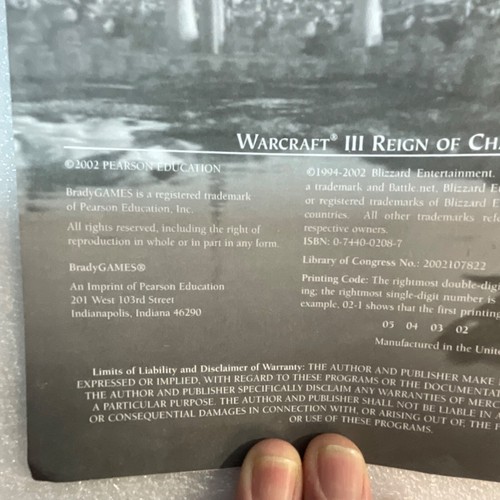 WARCRAFT® III REIGN OF
©2002 PEARSON EDUCATION
BradyGAMES is a registered trademark
of Pearson Education, Inc.
All rights reserved, including the right of
reproduction in whole or in part in any form.
BradyGAMES®
An Imprint of Pearson Education
201 West 103rd Street
Indianapolis, Indiana 46290
©1994-2002 Blizzard Entertainment.
a trademark and Battle.net, Blizzard
or registered trademarks of Blizzard
countries. All other trademarks
respective owners.
ISBN: 0-7440-0208-7
Library of Congress No.: 2002107822
Printing Code: The rightmost double-digi
ing; the rightmost single-digit number is
example, 02-1 shows that the first printing
05 04 03 02
Manufactured in the Unite
Limits of Liability and Disclaimer of Warranty: THE AUTHOR AND PUBLISHER MAKE
EXPRESSED OR IMPLIED, WITH REGARD TO THESE PROGRAMS OR THE DOCUMENTAT
THE AUTHOR AND PUBLISHER SPECIFICALLY DISCLAIM ANY WARRANTIES OF MERC
A PARTICULAR PURPOSE. THE AUTHOR AND PUBLISHER SHALL NOT BE LIABLE IN A
OR CONSEQUENTIAL DAMAGES IN CONNECTION WITH, OR ARISING OUT OF, THE
OR USE OF THESE PROGRAMS.